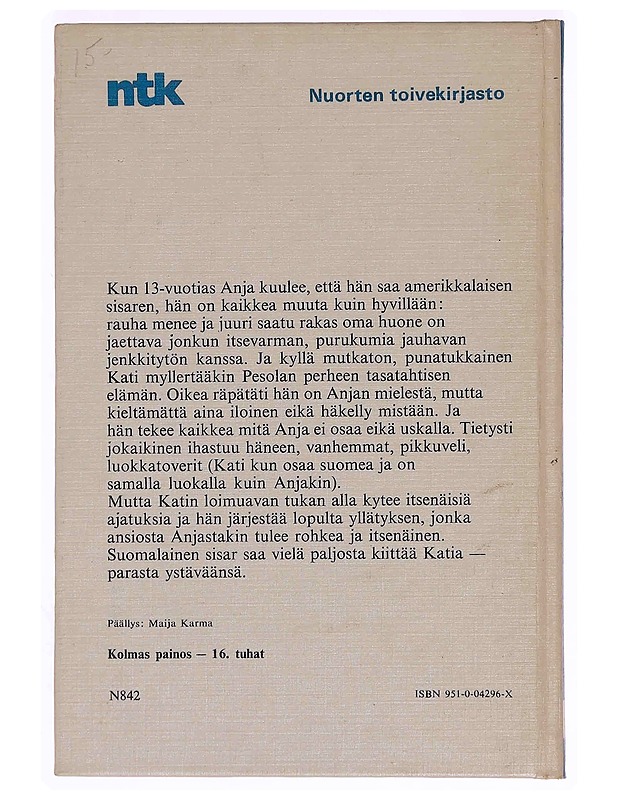 15-
ntk
Nuorten toivekirjasto
Kun 13-vuotias Anja kuulee, että hän saa amerikkalaisen
sisaren, hän on kaikkea muuta kuin hyvillään:
rauha menee ja juuri saatu rakas oma huone on
jaettava jonkun itsevarman, purukumia jauhavan
jenkkitytön kanssa. Ja kyllä mutkaton, punatukkainen
Kati myllertääkin Pesolan perheen tasatahtisen
elämän. Oikea räpätäti hän on Anjan mielestä, mutta
kieltämättä aina iloinen eikä häkelly mistään. Ja
hän tekee kaikkea mitä Anja ei osaa eikä uskalla. Tietysti
jokaikinen ihastuu häneen, vanhemmat, pikkuveli,
luokkatoverit (Kati kun osaa suomea ja on
samalla luokalla kuin Anjakin).
Mutta Katin loimuavan tukan alla kytee itsenäisiä
ajatuksia ja hän järjestää lopulta yllätyksen, jonka
ansiosta Anjastakin tulee rohkea ja itsenäinen.
Suomalainen sisar saa vielä paljosta kiittää Katia —
parasta ystäväänsä.
Päällys: Maija Karma
Kolmas painos — 16. tuhat
N842
ISBN 951-0-04296-X